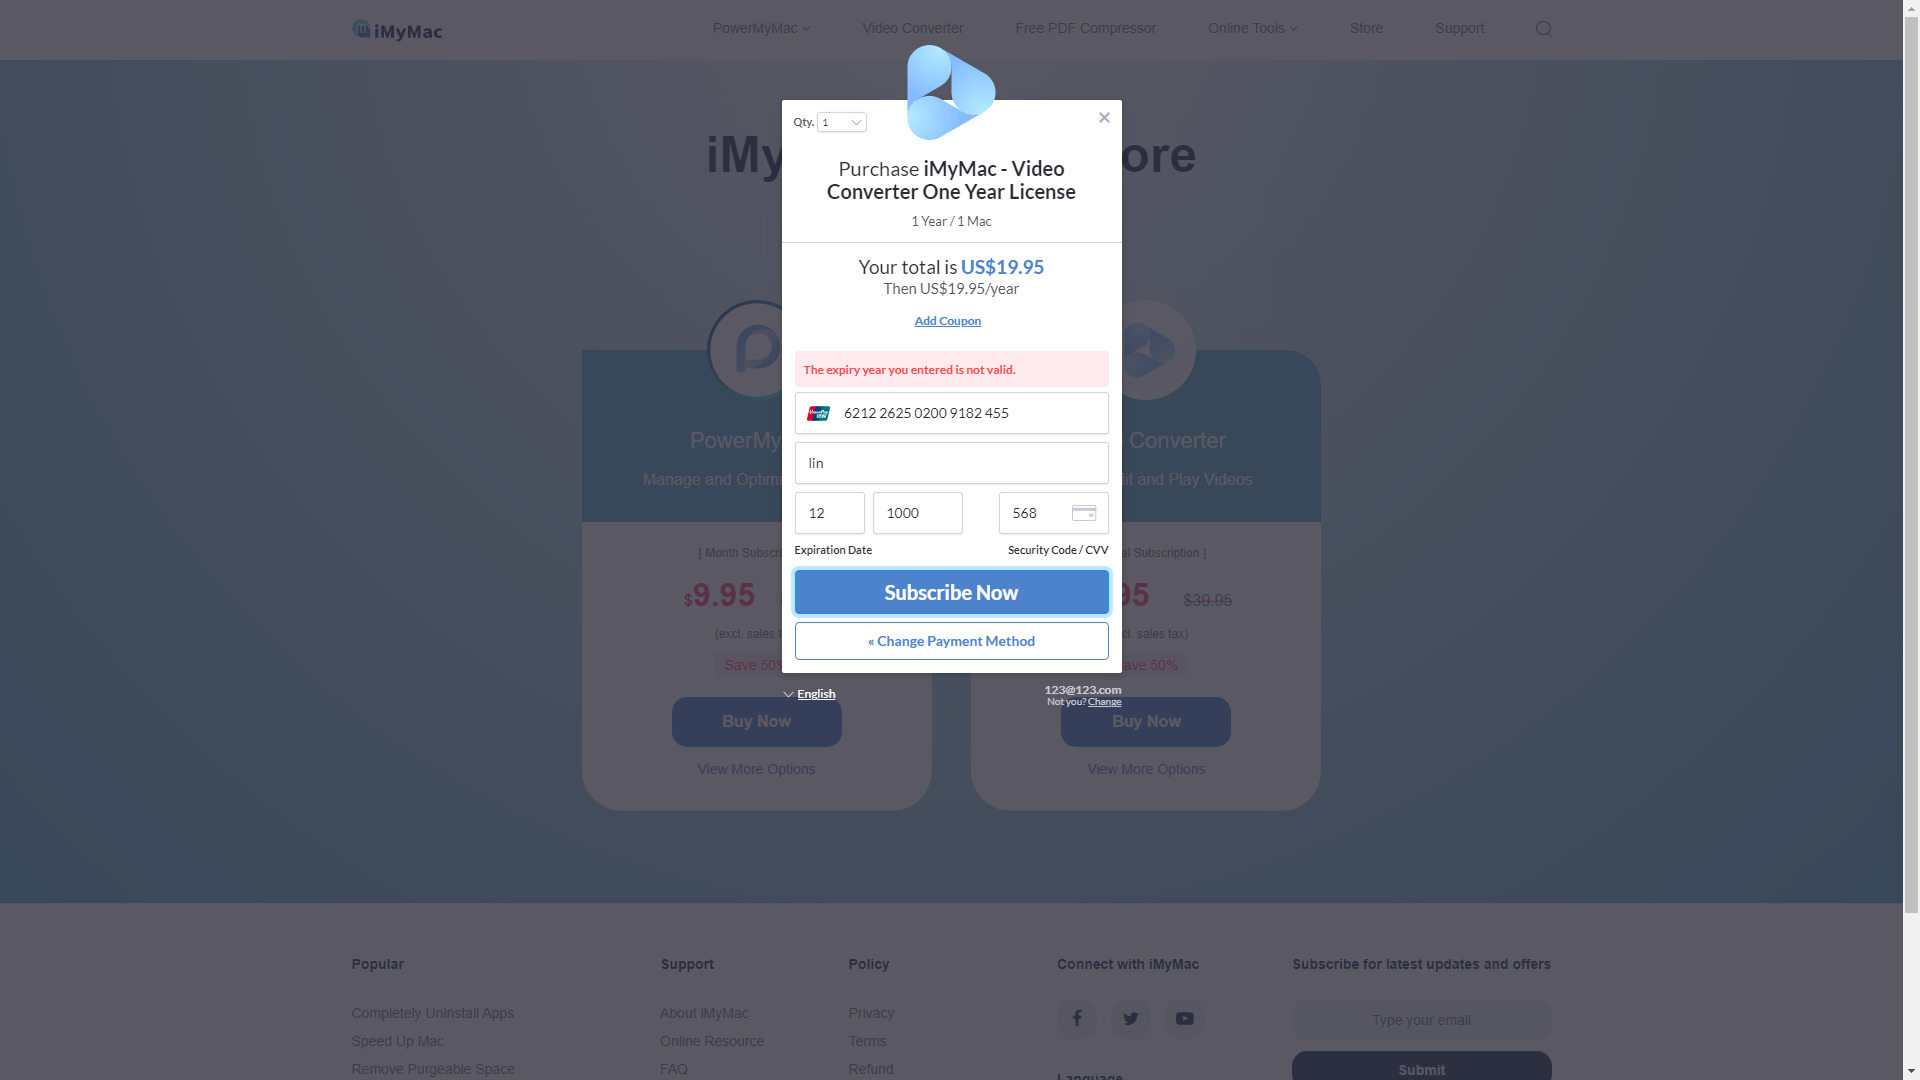 iMyMac
PowerMyMac
Video Converter
Free PDF Compressor
Online Tools
Store
Support
Qty. 1
Purchase iMyMac - Video
Converter One Year License
1 Year / 1 Mac
Your total is US$19.95
Then US$19.95/year
Add Coupon
The expiry year you entered is not valid.
6212 2625 0200 9182 455
lin
12
1000
568
Expiration Date
Security Code / CVV
Subscribe Now
« Change Payment Method
English
123@123.com
Not you? Change
iMy
ore
PowerMy
Manage and Optimi
[ Month Subscri
$9.95
(excl. sales t
Save 50%
Buy Now
View More Options
Converter
it and Play Videos
al Subscription ]
95
$39.95
cl. sales tax)
ave 50%
Buy Now
View More Options
Popular
Completely Uninstall Apps
Speed Up Mac
Remove Purgeable Space
Support
About iMyMac
Online Resource
FAQ
Policy
Privacy
Terms
Refund
Connect with iMyMac
Language
Subscribe for latest updates and offers
Type your email
Submit